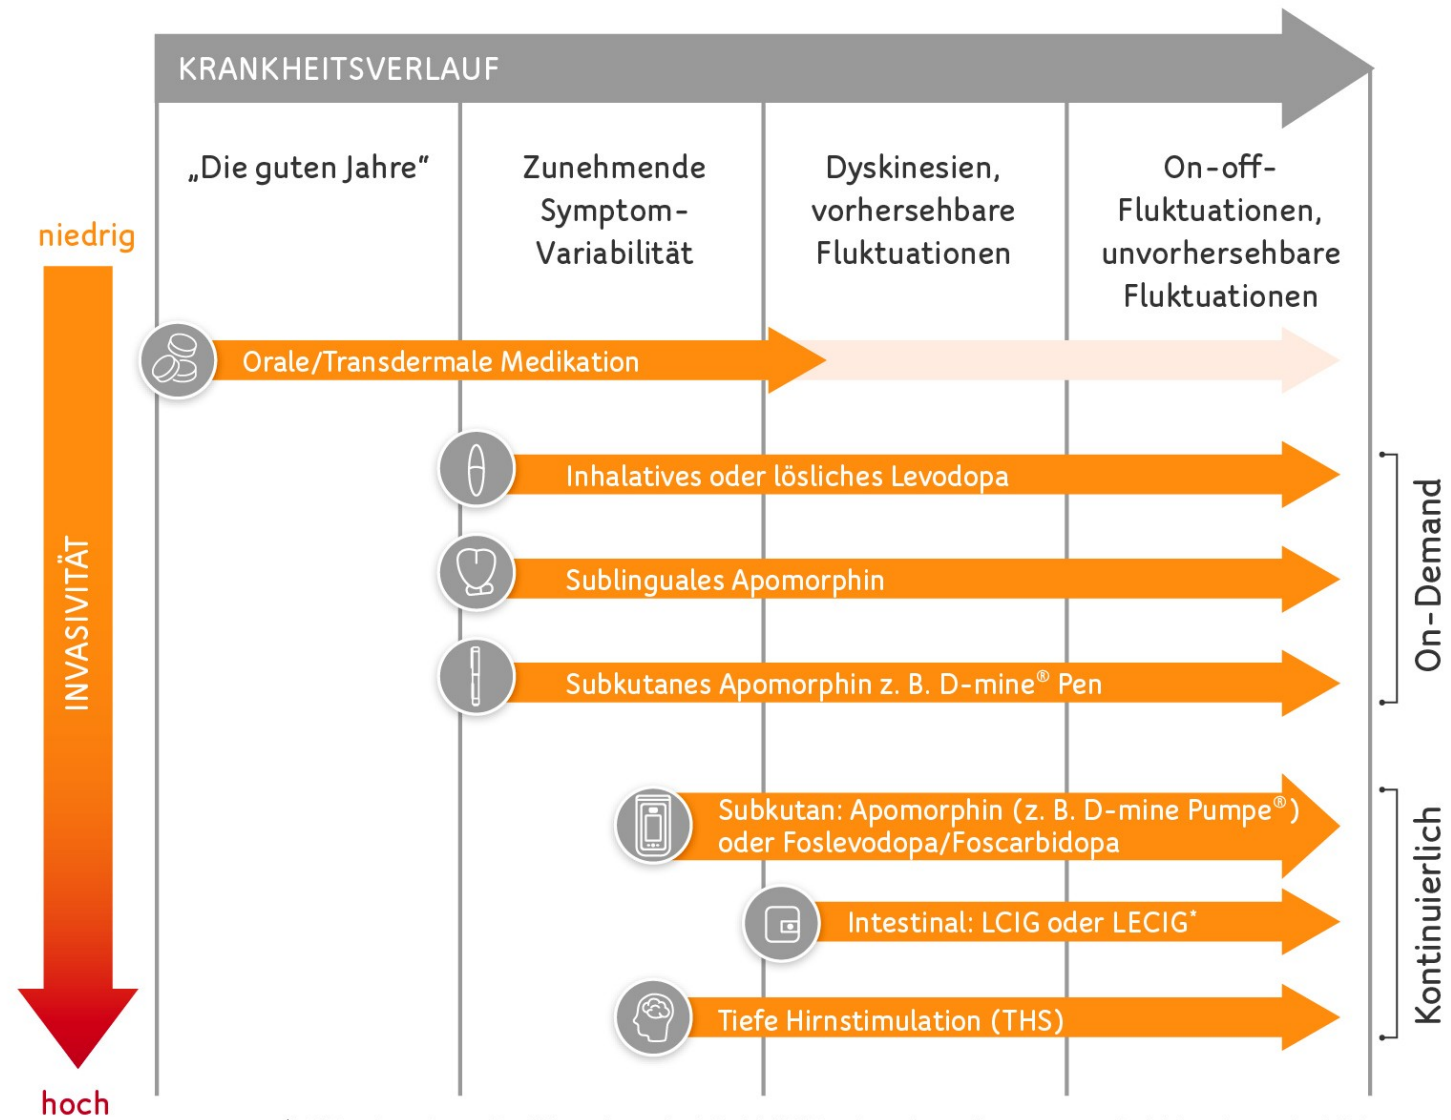 KRANKHEITSVERLAUF
„Die guten Jahre“
Zunehmende
Symptom-
Variabilität
Dyskinesien,
vorhersehbare
Fluktuationen
On-off-
Fluktuationen,
unvorhersehbare
Fluktuationen
niedrig
INVASIVITÄT
hoch
Orale/Transdermale Medikation
Inhalatives oder lösliches Levodopa
Sublinguales Apomorphin
Subkutanes Apomorphin z. B. D-mine® Pen
On-Demand
Subkutan: Apomorphin (z. B. D-mine Pumpe®)
oder Foslevodopa/Foscarbidopa
Intestinal: LCIG oder LECIG*
Tiefe Hirnstimulation (THS)
Kontinuierlich